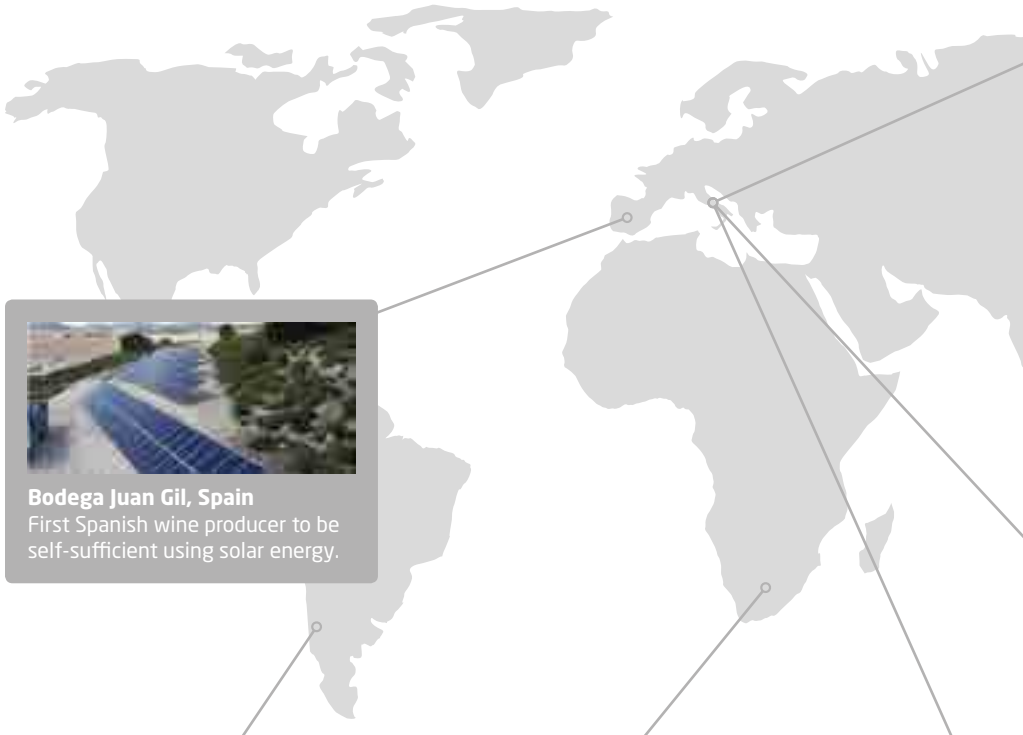 Bodega Juan Gil, Spain
First Spanish wine producer to be
self-sufficient using solar energy.